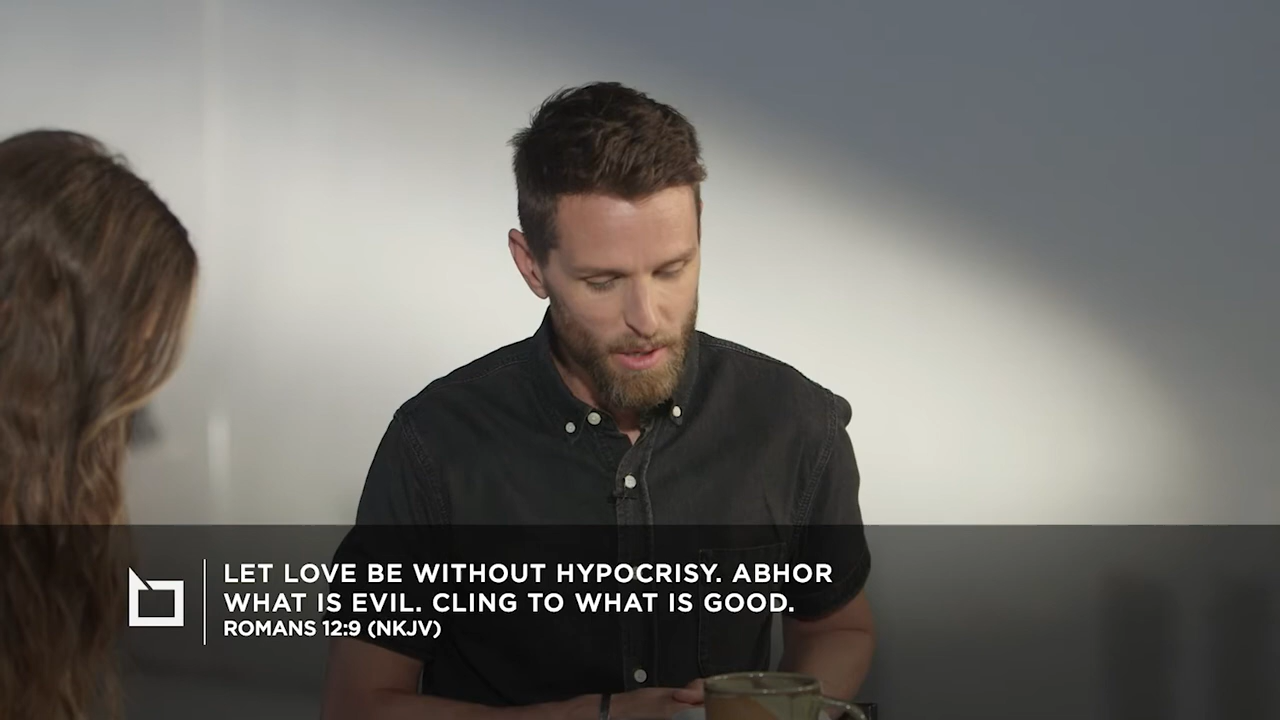 LET LOVE BE WITHOUT HYPOCRISY. ABHOR
WHAT IS EVIL. CLING TO WHAT IS GOOD.
ROMANS 12:9 (NKJV)